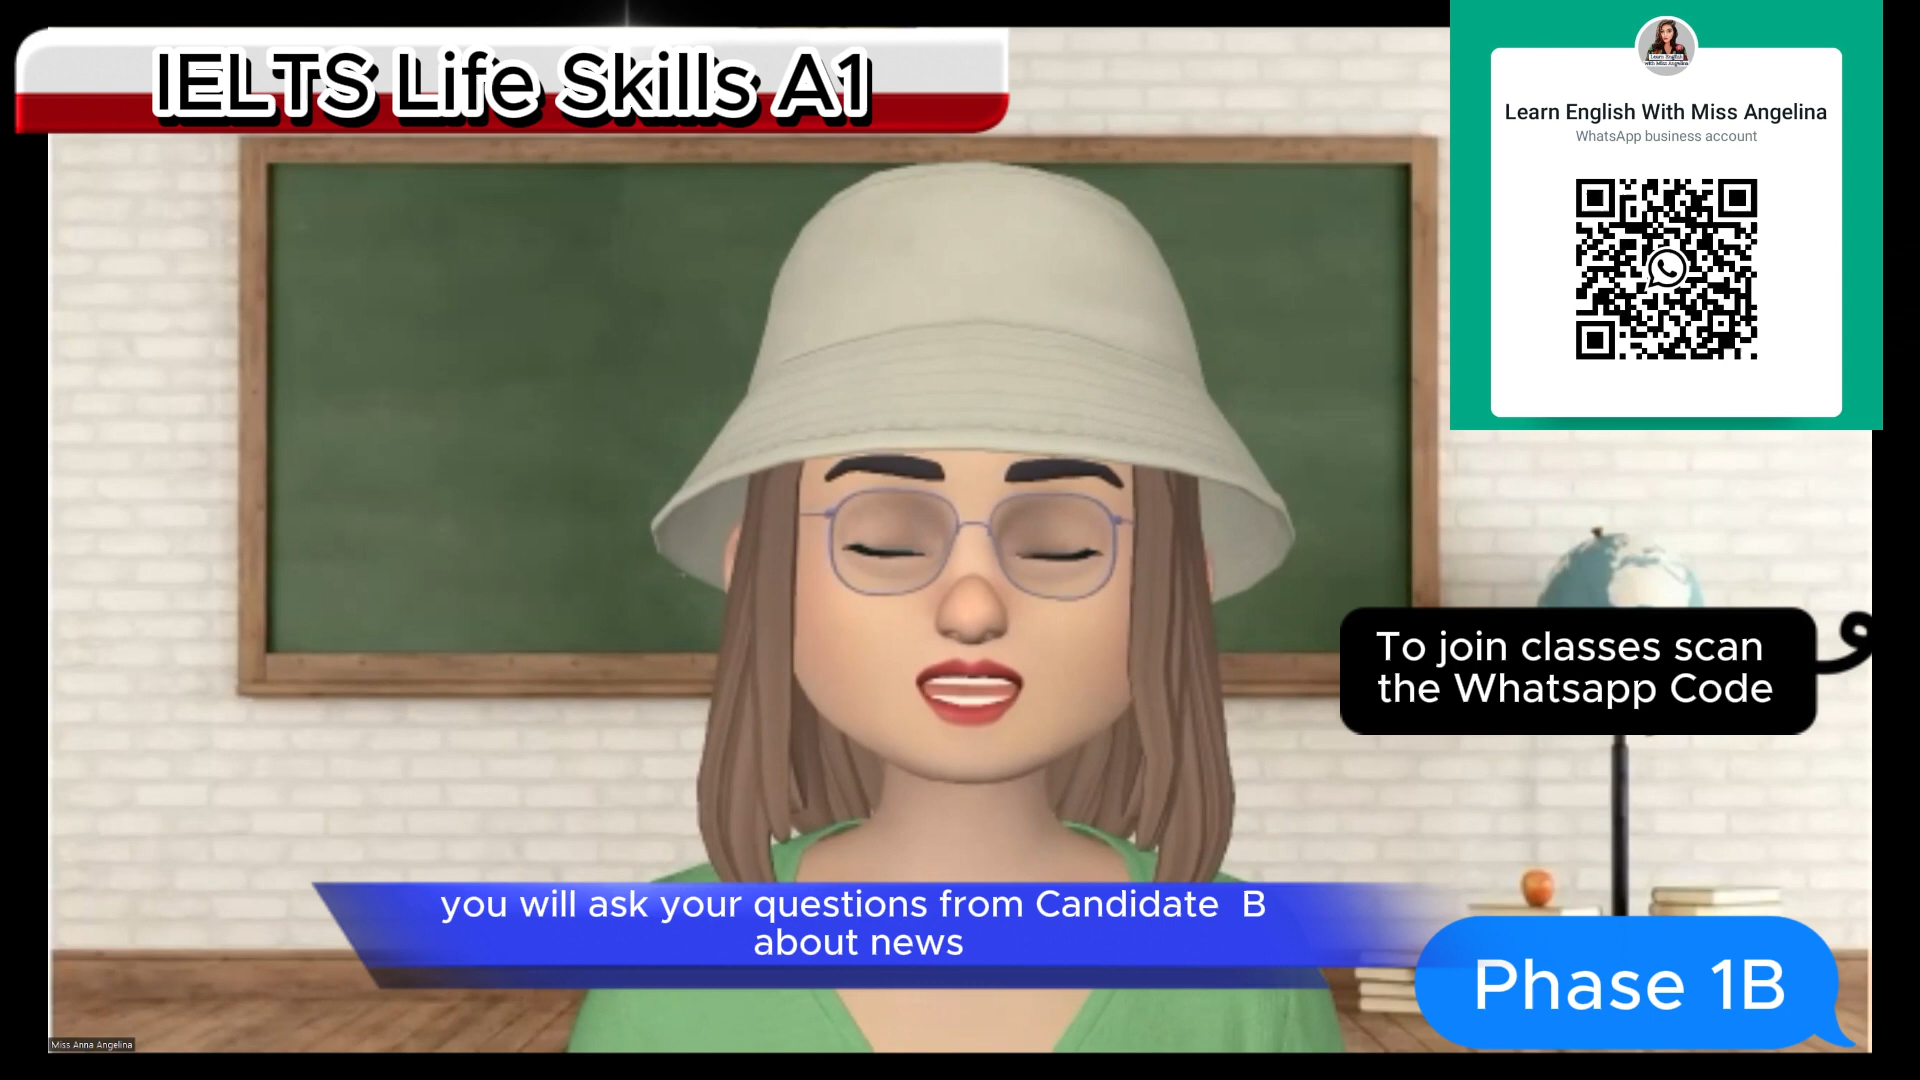 IELTS Life Skills A1
Learn English With Miss Angelina
WhatsApp business account
To join classes scan
the Whatsapp Code
you will ask your questions from Candidate B
about news
Phase 1B
Miss Anna Angelina